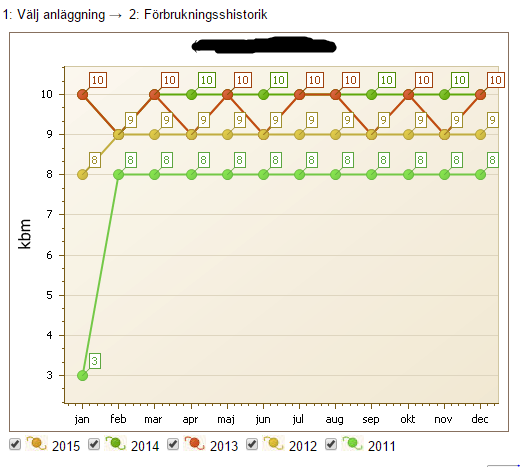 1: Välj anläggning → 2: Förbrukningsshistorik
10 10 10 10 10 10 10 10 10 10 10
10
9 9 9 9 9 9 9 9 9 9 9
9
8 8 8 8 8 8 8 8 8 8 8 8
8
7
kbm
6
5
4
3
3
jan feb mar apr maj jun jul aug sep okt nov dec
2015 2014 2013 2012 2011